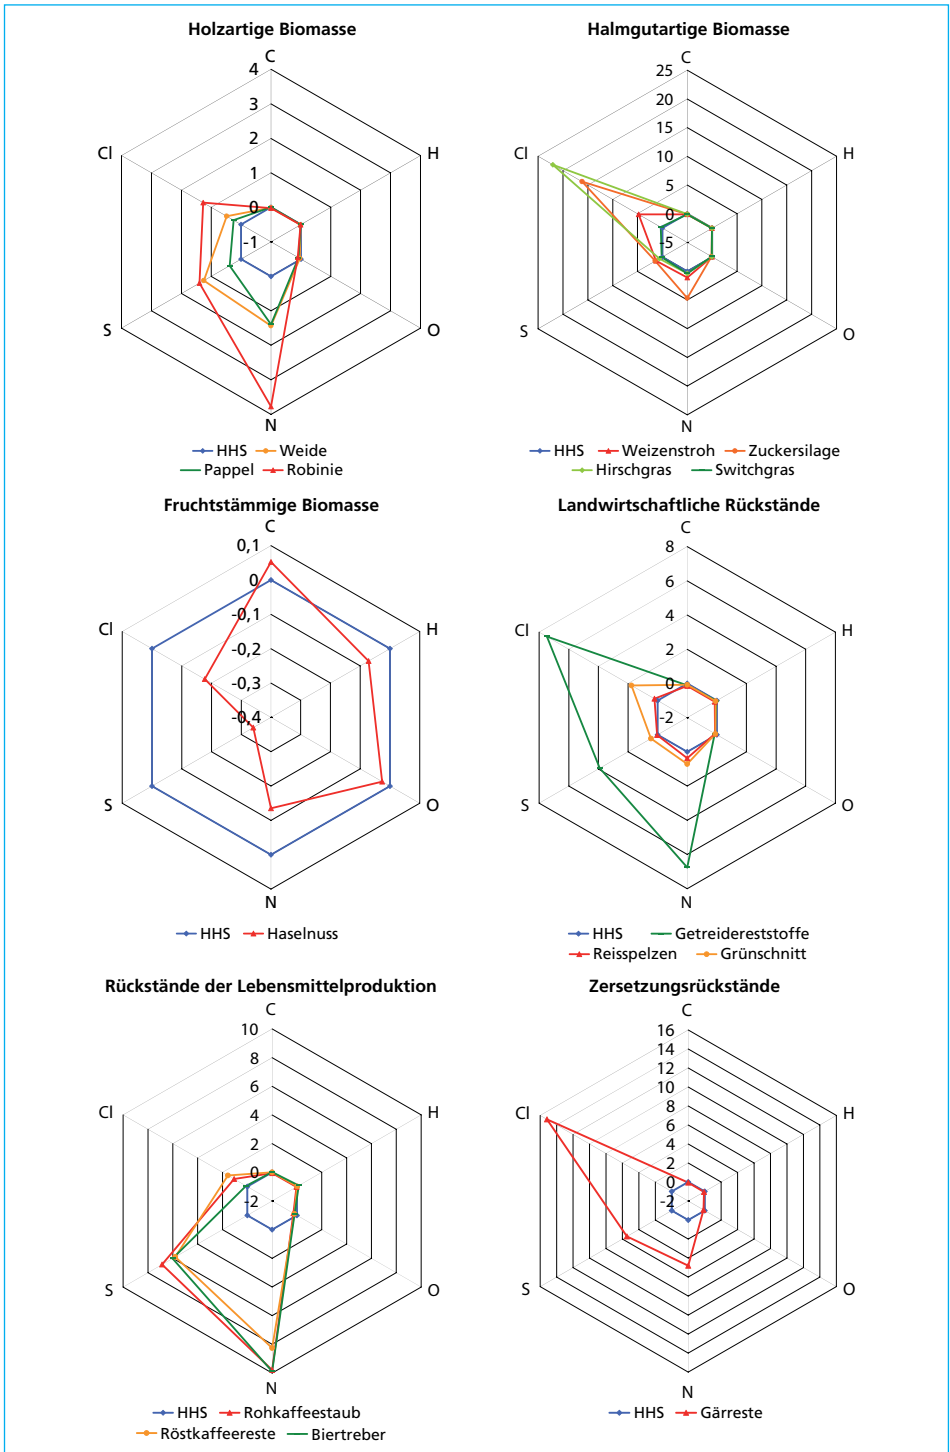 Holzartige Biomasse
C
4
3
2
1
0
-1
Cl
H
S
O
N
HHS Weide
Pappel Robinie
Halmgutartige Biomasse
C
25
20
15
10
5
0
-5
Cl
H
S
O
N
HHS Weizenstroh Zuckersilage
Hirschgras Switchgras
Fruchtstämmige Biomasse
C
0,1
0
-0,1
-0,2
-0,3
-0,4
Cl
H
S
O
N
HHS Haselnuss
Landwirtschaftliche Rückstände
C
8
6
4
2
0
-2
Cl
H
S
O
N
HHS Getreidereststoffe
Reisspelzen Grünschnitt
Rückstände der Lebensmittelproduktion
C
10
8
6
4
2
0
-2
Cl
H
S
O
N
HHS Rohkaffeestaub
Röstkaffeereste Biertreber
Zersetzungsrückstände
C
16
14
12
10
8
6
4
2
0
-2
Cl
H
S
O
N
HHS Gärreste